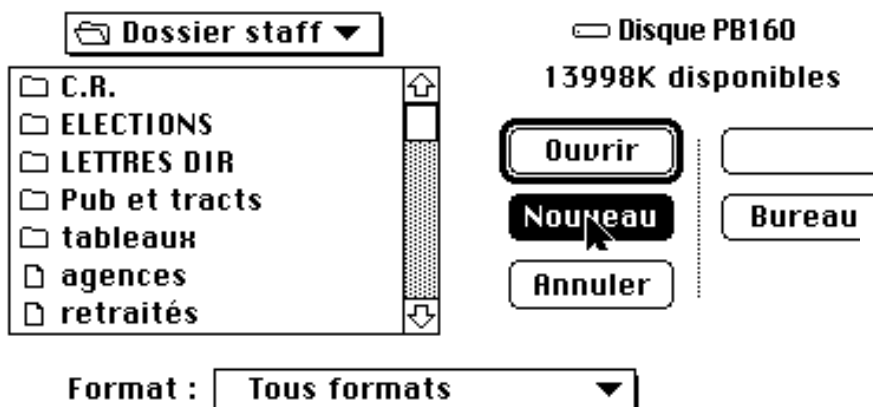 Dossier staff
Disque PB160
13998K disponibles
C.R.
ELECTIONS
LETTRES DIR
Pub et tracts
tableaux
agences
retraités
Ouvrir
Nouveau
Bureau
Annuler
Format :
Tous formats